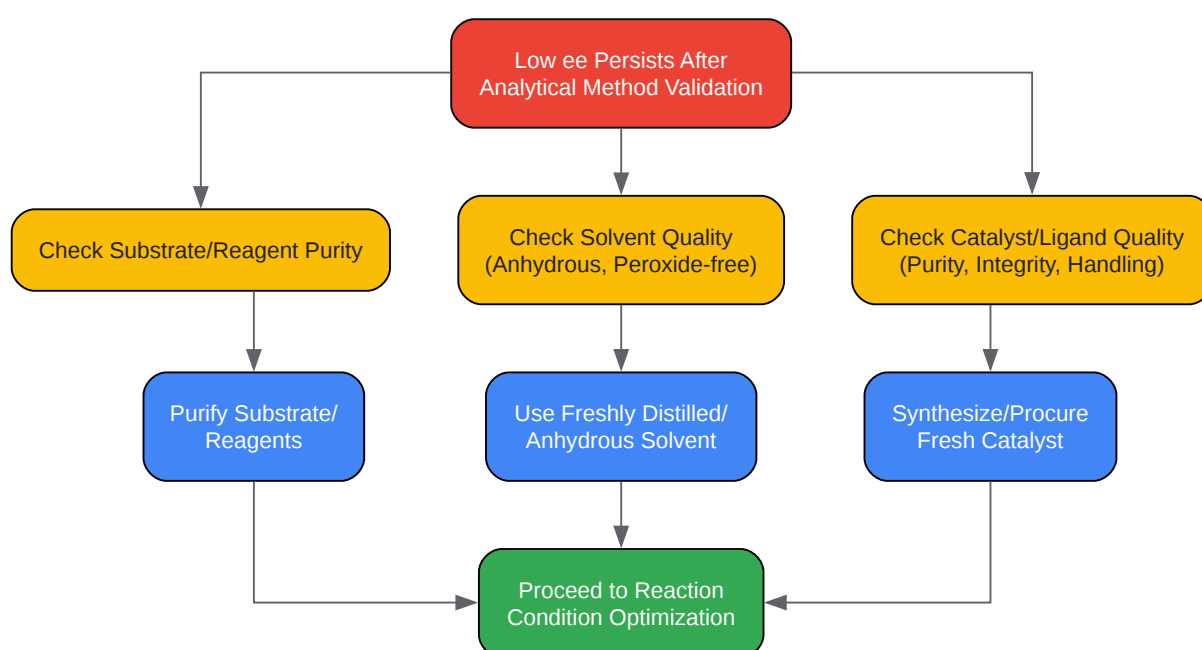 Low ee Persists After
Analytical Method Validation
Check Substrate/Reagent Purity
Check Solvent Quality
(Anhydrous, Peroxide-free)
Check Catalyst/Ligand Quality
(Purity, Integrity, Handling)
Purify Substrate/
Reagents
Use Freshly Distilled/
Anhydrous Solvent
Synthesize/Procure
Fresh Catalyst
Proceed to Reaction
Condition Optimization